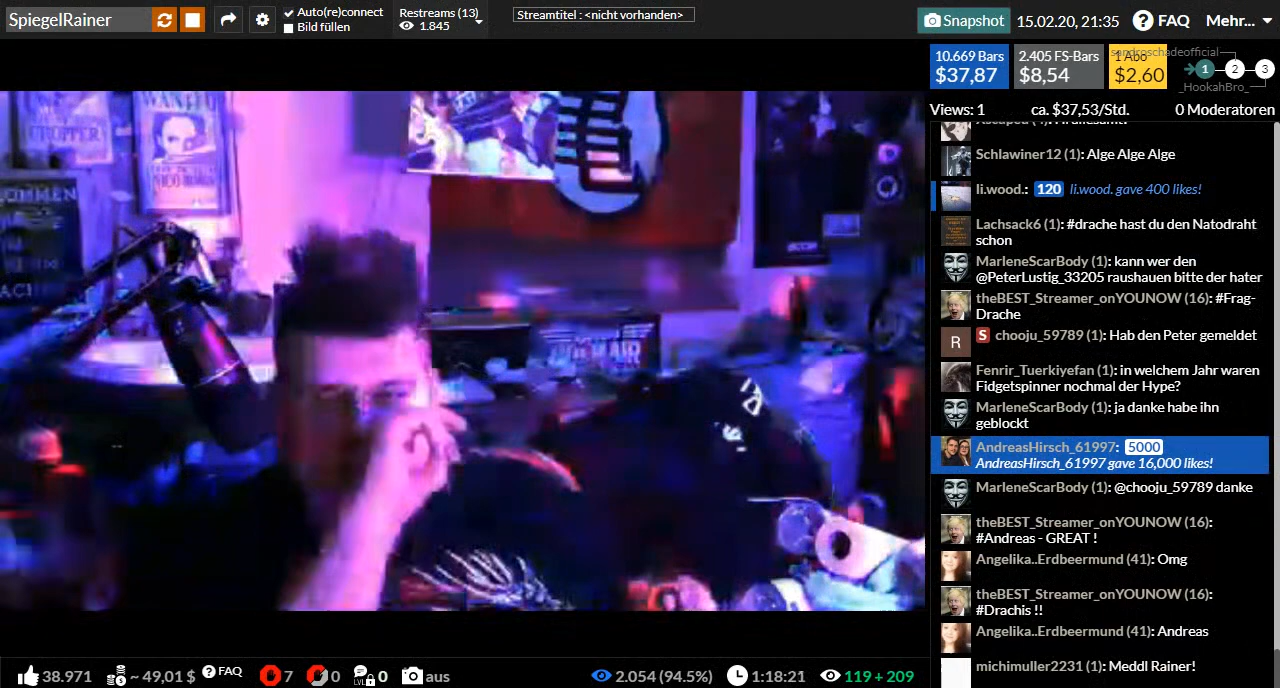 SpiegelRainer
Auto(re)connect
Bild füllen
Restreams (13)
1.845
Streamtitel : <nicht vorhanden>
Snapshot
15.02.20, 21:35
FAQ
Mehr...
10.669 Bars
$37,87
2.405 FS-Bars
$8,54
1 Abo
$2,60
sandroschadeofficial
1 2 3
_HookahBro_
Views: 1
ca. $37,53/Std.
0 Moderatoren
Schlawiner12 (1): Alge Alge Alge
li.wood.: 120 li.wood. gave 400 likes!
Lachsack6 (1): #drache hast du den Natodraht
schon
MarleneScarBody (1): kann wer den
@PeterLustig_33205 raushauen bitte der hater
theBEST_Streamer_onYOUNOW (16): #Frag-
Drache
R
S chooju_59789 (1): Hab den Peter gemeldet
Fenrir_Tuerkiyefan (1): in welchem Jahr waren
Fidgetspinner nochmal der Hype?
MarleneScarBody (1): ja danke habe ihn
geblockt
AndreasHirsch_61997: 5000
AndreasHirsch_61997 gave 16,000 likes!
MarleneScarBody (1): @chooju_59789 danke
theBEST_Streamer_onYOUNOW (16):
#Andreas - GREAT !
Angelika..Erdbeermund (41): Omg
theBEST_Streamer_onYOUNOW (16):
#Drachis !!
Angelika..Erdbeermund (41): Andreas
michimuller2231 (1): Meddl Rainer!
WANTED
CHOPPER
NICO ROBIN
38.971
~ 49,01 $
FAQ
7
0
LVL
0
aus
2.054 (94.5%)
1:18:21
119 + 209